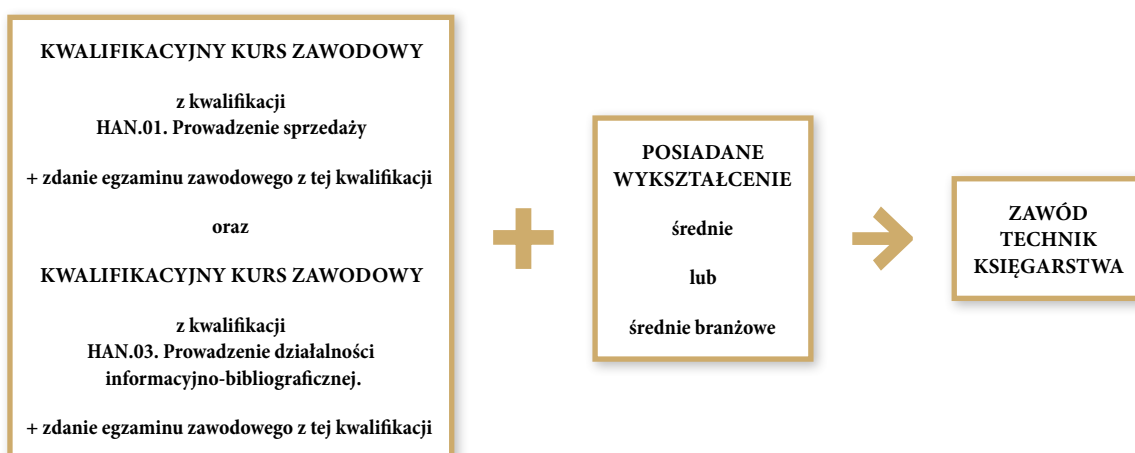 KWALIFIKACYJNY KURS ZAWODOWY
z kwalifikacji
HAN.01. Prowadzenie sprzedaży
+ zdanie egzaminu zawodowego z tej kwalifikacji
oraz
KWALIFIKACYJNY KURS ZAWODOWY
z kwalifikacji
HAN.03. Prowadzenie działalności
informacyjno-bibliograficznej.
+ zdanie egzaminu zawodowego z tej kwalifikacji
+
POSIADANE
WYKSZTAŁCENIE
średnie
lub
średnie branżowe
ZAWÓD
TECHNIK
KSIĘGARSTWA